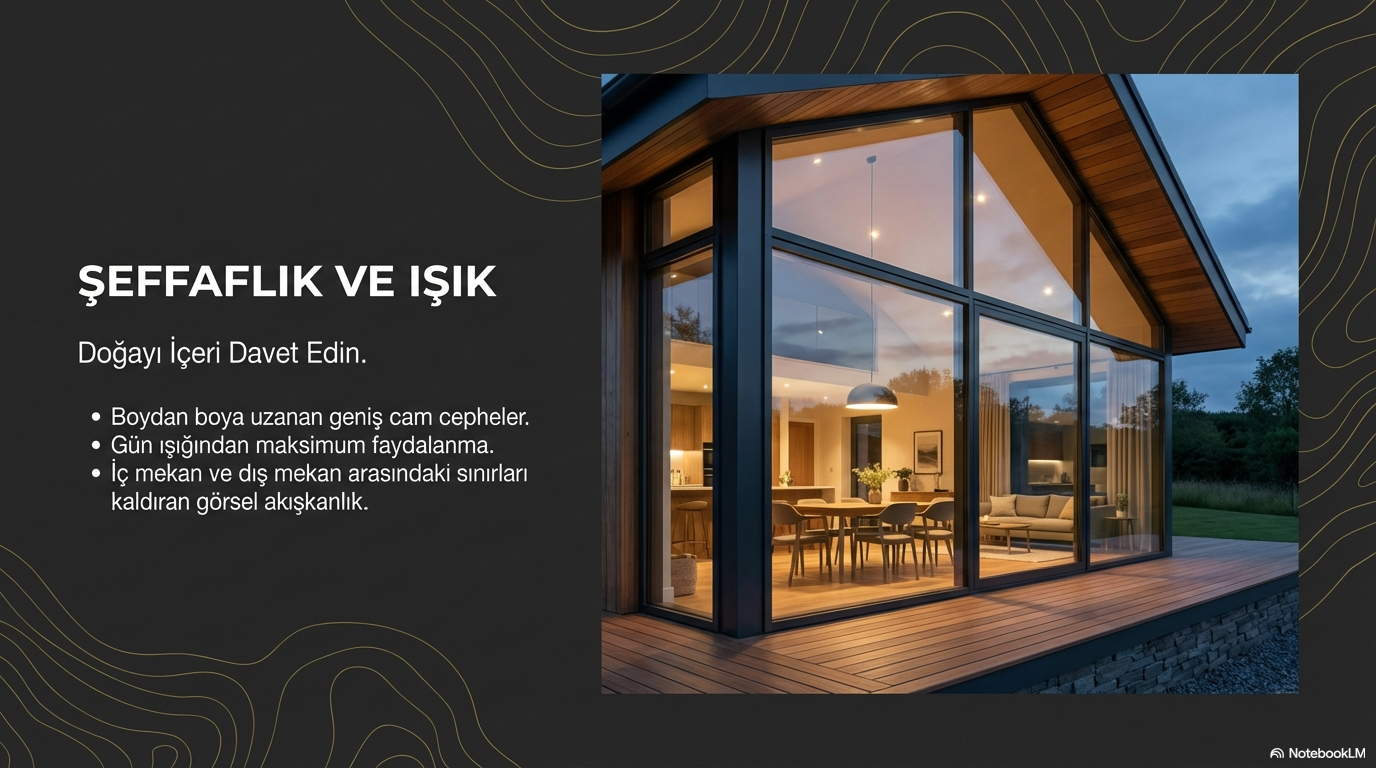 ŞEFFAFLIK VE IŞIK
Doğayı İçeri Davet Edin.
• Boydan boya uzanan geniş cam cepheler.
• Gün ışığından maksimum faydalanma.
• İç mekan ve dış mekan arasındaki sınırları
kaldıran görsel akışkanlık.
NotebookLM